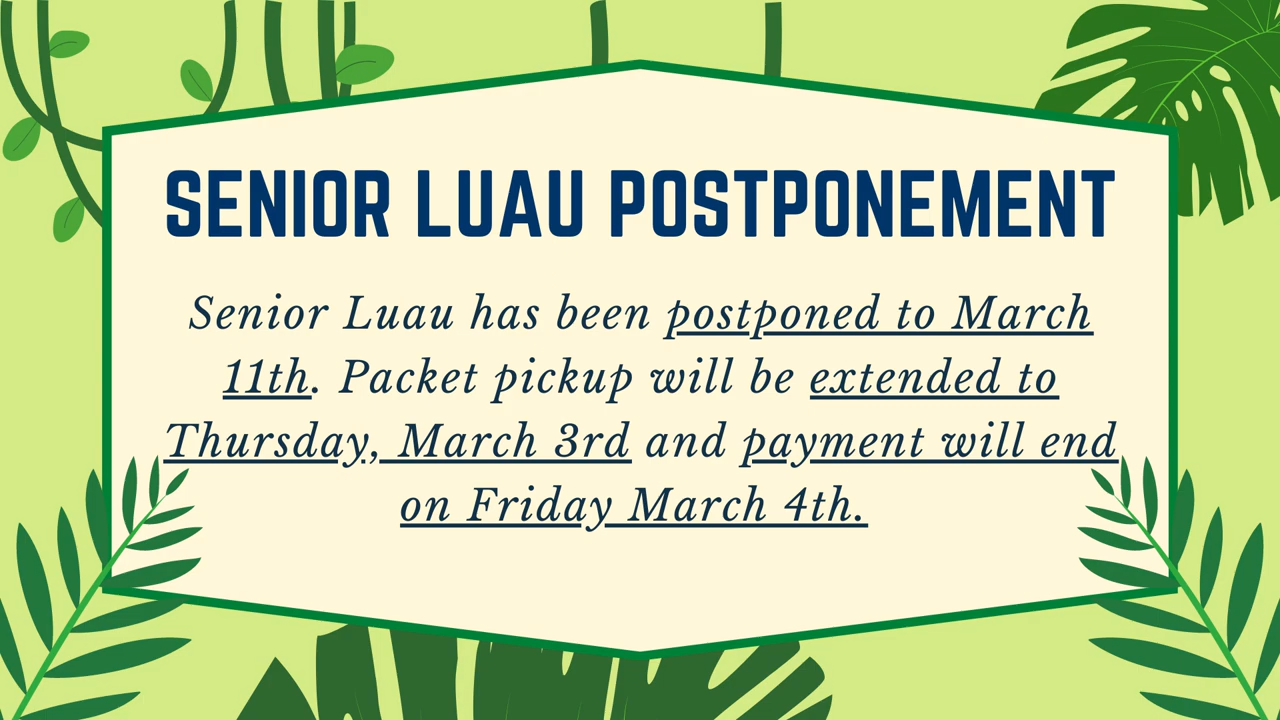 SENIOR LUAU POSTPONEMENT
Senior Luau has been postponed to March
11th. Packet pickup will be extended to
Thursday, March 3rd and payment will end
on Friday March 4th.